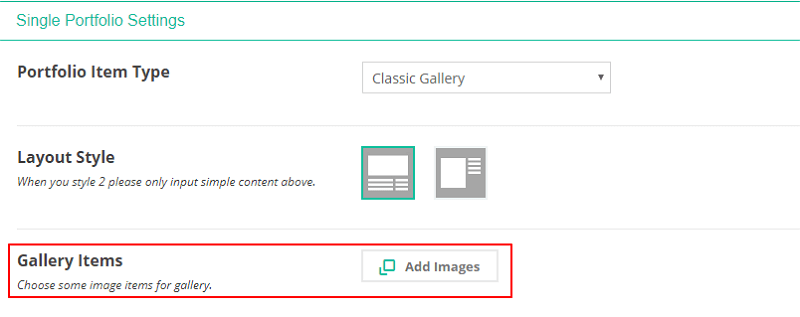 Single Portfolio Settings
Portfolio Item Type
Classic Gallery
Layout Style
When you style 2 please only input simple content above.
Gallery Items
Add Images
Choose some image items for gallery.